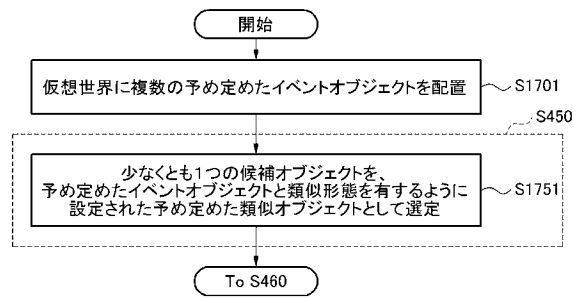 開始
仮想世界に複数の予め定めたイベントオブジェクトを配置
S1701
S450
少なくとも1つの候補オブジェクトを、
予め定めたイベントオブジェクトと類似形態を有するように
設定された予め定めた類似オブジェクトとして選定
S1751
To S460